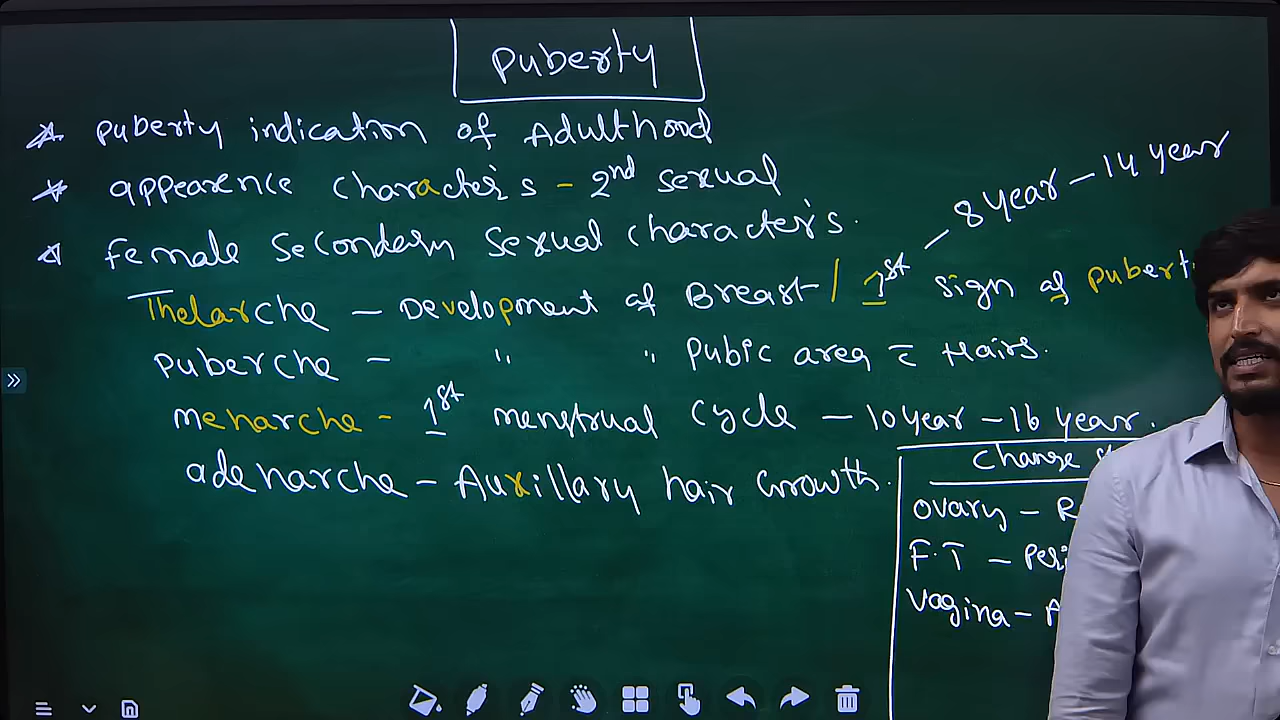 Puberty
Puberty indication of Adulthood
appearence character's - 2nd sexual
Female Secondary Sexual character's.
8 year - 14 year
Thelarche - Development of Breast / 1st sign of pubert
Puberche - " " Pubic area c̄ Hairs.
menarche - 1st menstrual cycle - 10 year - 16 year.
adenarche - Auxillary hair Growth.
change
ovary - R
F.T - Peri
vagina - A